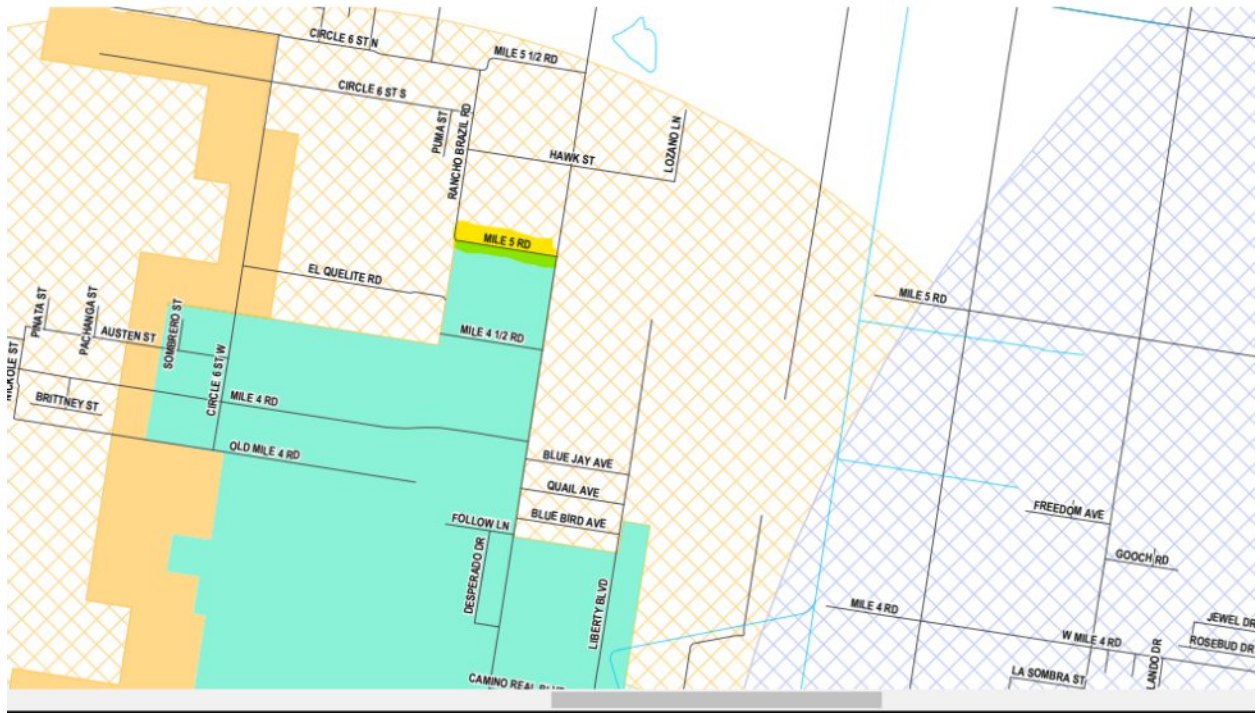 CIRCLE 6 ST N
MILE 5 1/2 RD
CIRCLE 6 ST S
PUMA ST
RANCHO BRAZIL RD
HAWK ST
LOZANO LN
MILE 5 RD
EL QUELITE RD
MILE 5 RD
PINATA ST
PACHANGA ST
AUSTEN ST
SOMBRERO ST
MILE 4 1/2 RD
CIRCLE 6 ST W
BRITTNEY ST
MILE 4 RD
OLD MILE 4 RD
BLUE JAY AVE
QUAIL AVE
BLUE BIRD AVE
FOLLOW LN
DESPERADO DR
LIBERTY BLVD
FREEDOM AVE
GOOCH RD
MILE 4 RD
W MILE 4 RD
JEWEL DR
ROSEBUD DR
LA SOMBRA ST
LANDO DR
CAMINO REAL